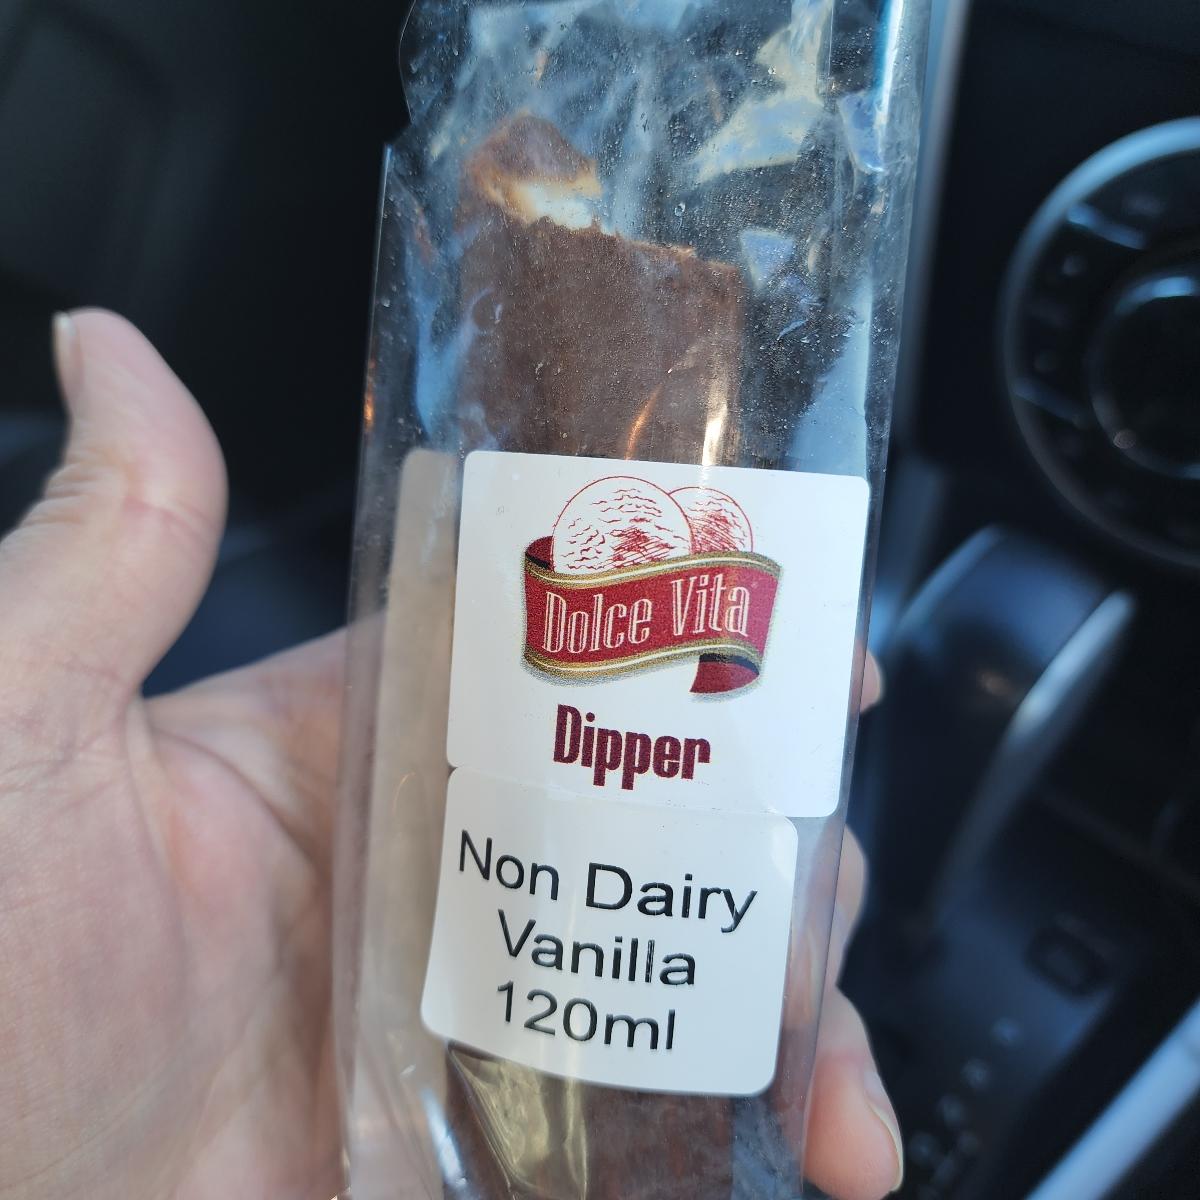 Dolce Vita
Dipper
Non Dairy
Vanilla
120ml